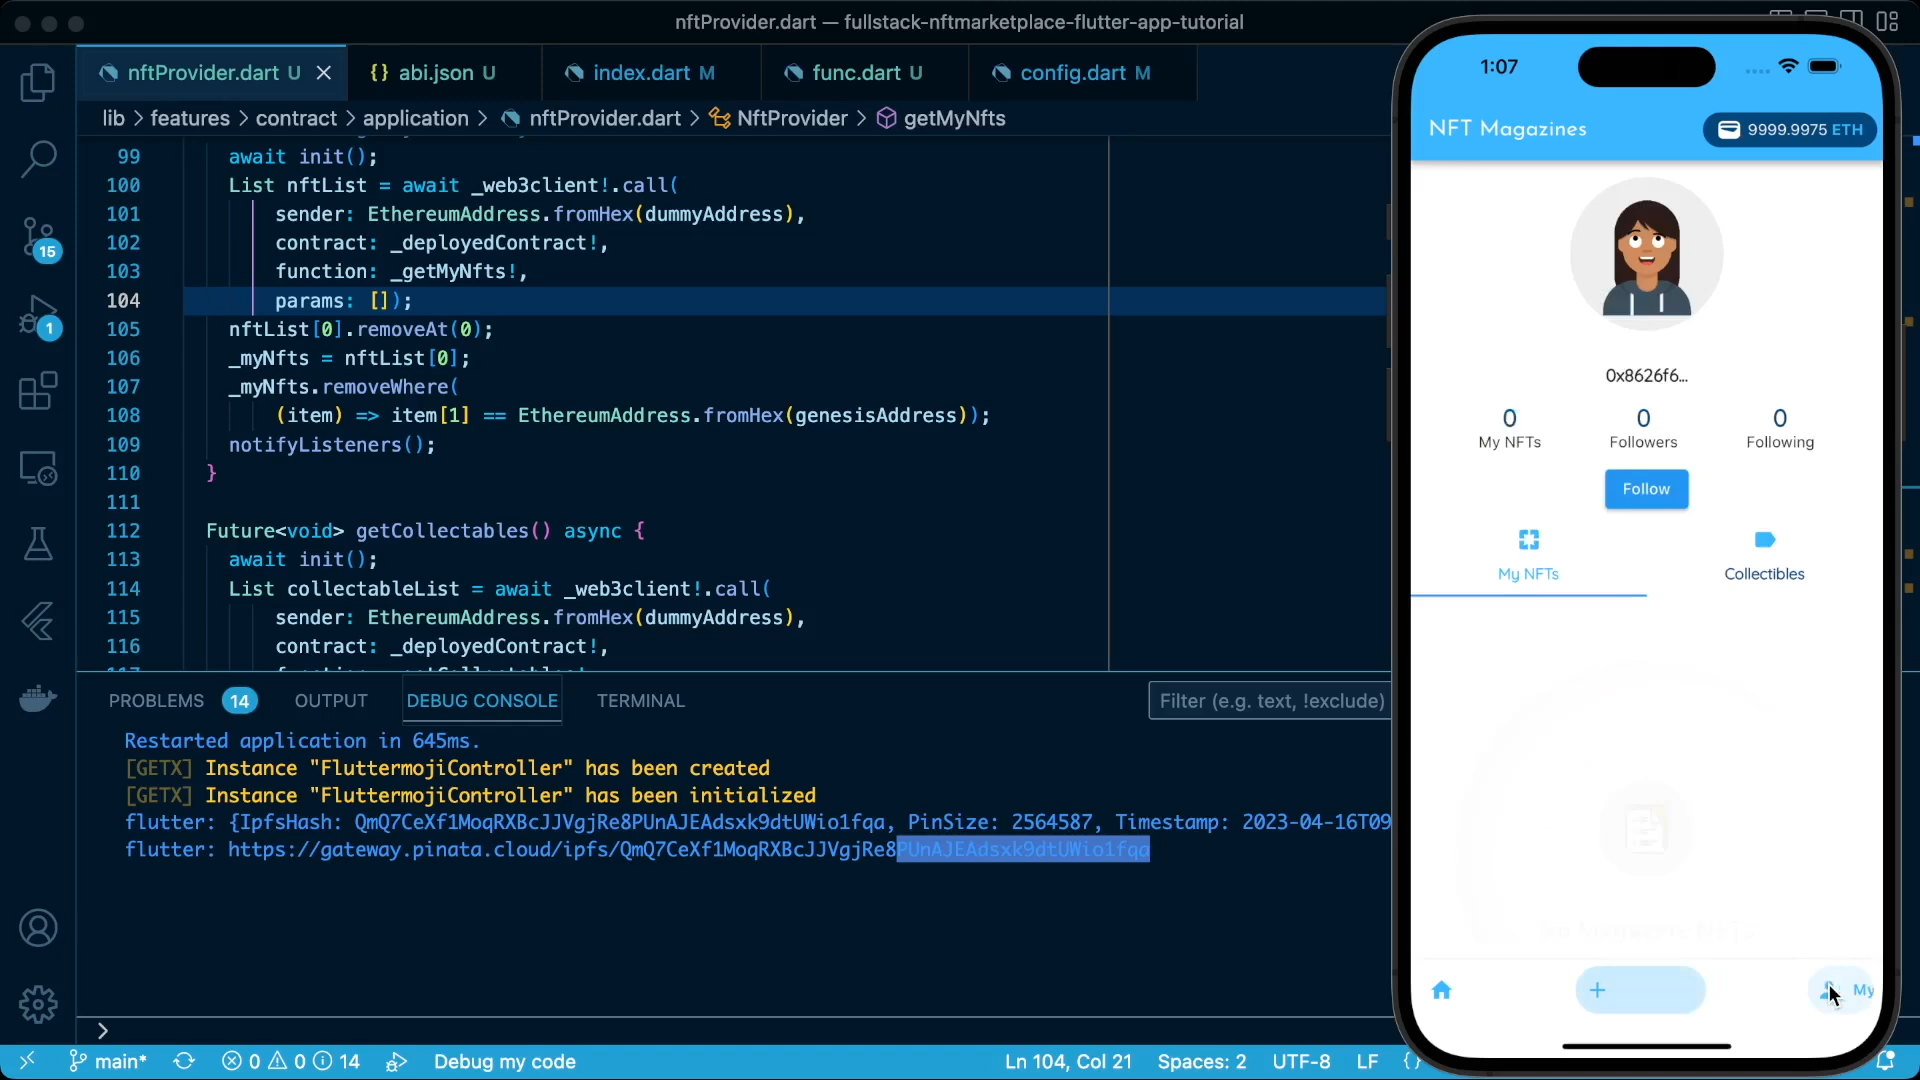 nftProvider.dart — fullstack-nftmarketplace-flutter-app-tutorial
nftProvider.dart U
{} abi.json U
index.dart M
func.dart U
config.dart M
lib > features > contract > application > nftProvider.dart > NftProvider > getMyNfts
99 await init();
100 List nftList = await _web3client!.call(
101 sender: EthereumAddress.fromHex(dummyAddress),
102 contract: _deployedContract!,
103 function: _getMyNfts!,
104 params: []);
105 nftList[0].removeAt(0);
106 _myNfts = nftList[0];
107 _myNfts.removeWhere(
108 (item) => item[1] == EthereumAddress.fromHex(genesisAddress));
109 notifyListeners();
110 }
111
112 Future<void> getCollectables() async {
113 await init();
114 List collectableList = await _web3client!.call(
115 sender: EthereumAddress.fromHex(dummyAddress),
116 contract: _deployedContract!,
15
1
PROBLEMS 14 OUTPUT DEBUG CONSOLE TERMINAL Filter (e.g. text, !exclude)
Restarted application in 645ms.
[GETX] Instance "FluttermojiController" has been created
[GETX] Instance "FluttermojiController" has been initialized
flutter: {IpfsHash: QmQ7CeXf1MoqRXBcJJVgjRe8PUnAJEAdsxk9dtUWio1fqa, PinSize: 2564587, Timestamp: 2023-04-16T09
flutter: https://gateway.pinata.cloud/ipfs/QmQ7CeXf1MoqRXBcJJVgjRe8PUnAJEAdsxk9dtUWio1fqa
>
main* 0 0 14 Debug my code Ln 104, Col 21 Spaces: 2 UTF-8 LF {
1:07
NFT Magazines
9999.9975 ETH
0x8626f6...
0 0 0
My NFTs Followers Following
Follow
My NFTs Collectibles
+ My